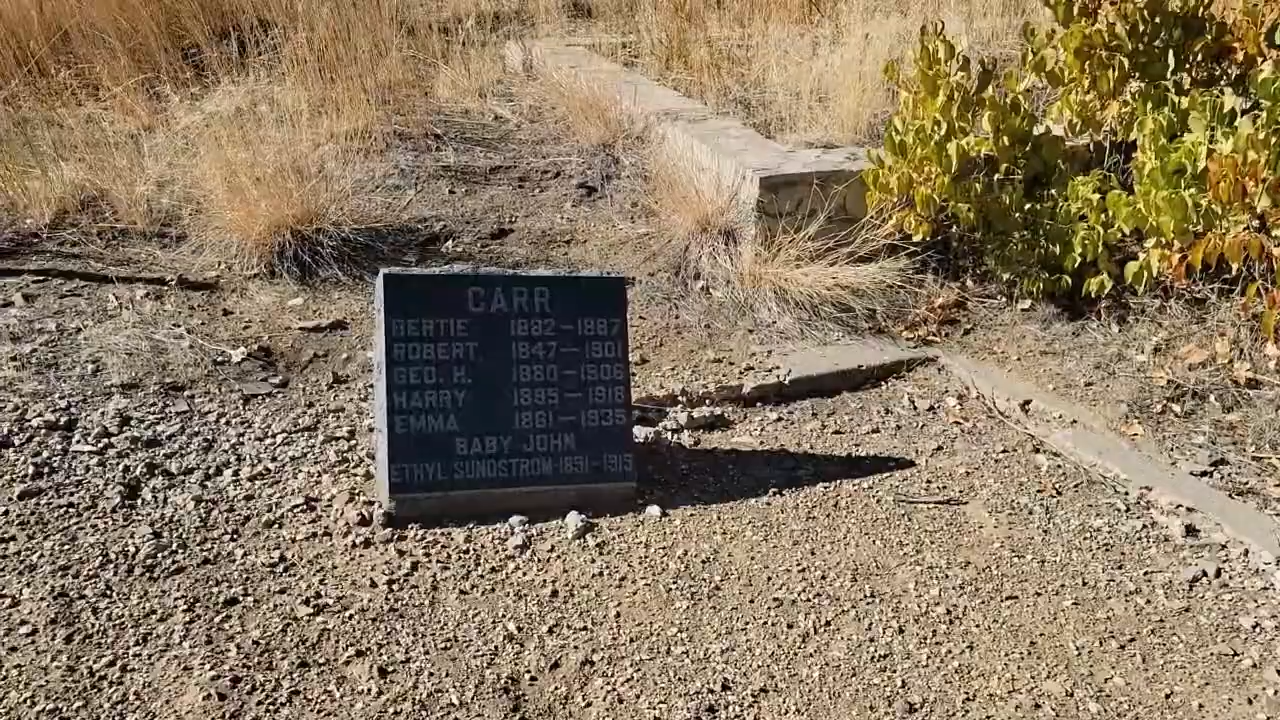 CARR
BERTIE 1882–1887
ROBERT 1847–1901
GEO. H. 1880–1906
HARRY 1895–1918
EMMA 1861–1935
BABY JOHN
ETHYL SUNDSTROM-1891-1915